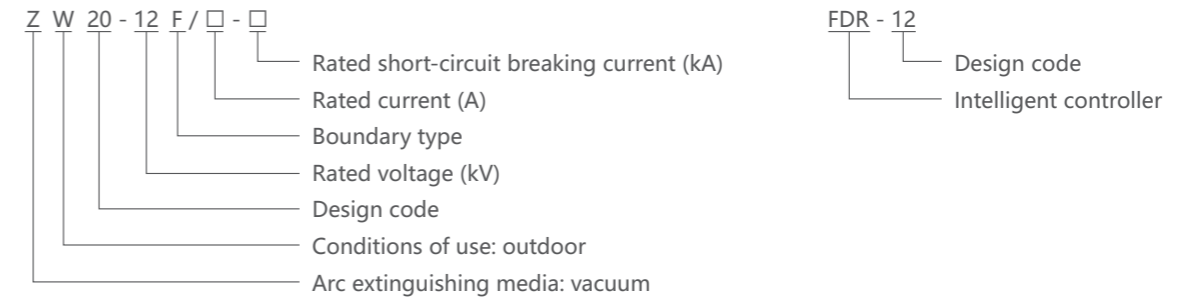 Z W 20 - 12 F / □ - □
Rated short-circuit breaking current (kA)
Rated current (A)
Boundary type
Rated voltage (kV)
Design code
Conditions of use: outdoor
Arc extinguishing media: vacuum
FDR - 12
Design code
Intelligent controller